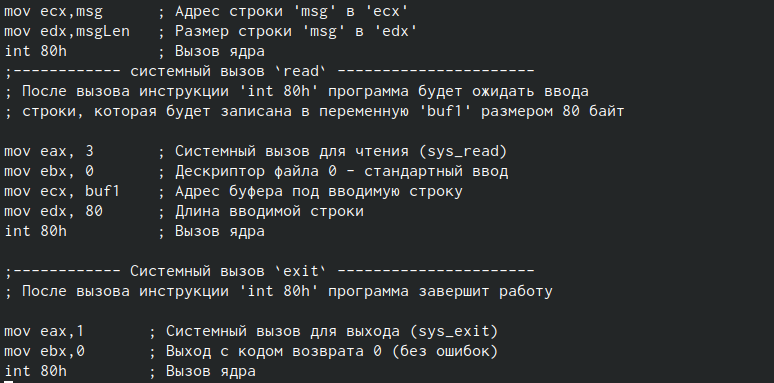 mov ecx,msg      ; Адрес строки 'msg' в 'ecx'
mov edx,msgLen   ; Размер строки 'msg' в 'edx'
int 80h          ; Вызов ядра
;------------ системный вызов `read` ----------------------
; После вызова инструкции 'int 80h' программа будет ожидать ввода
; строки, которая будет записана в переменную 'buf1' размером 80 байт
mov eax, 3       ; Системный вызов для чтения (sys_read)
mov ebx, 0       ; Дескриптор файла 0 - стандартный ввод
mov ecx, buf1    ; Адрес буфера под вводимую строку
mov edx, 80      ; Длина вводимой строки
int 80h          ; Вызов ядра
;------------ Системный вызов `exit` ----------------------
; После вызова инструкции 'int 80h' программа завершит работу
mov eax,1       ; Системный вызов для выхода (sys_exit)
mov ebx,0       ; Выход с кодом возврата 0 (без ошибок)
int 80h         ; Вызов ядра